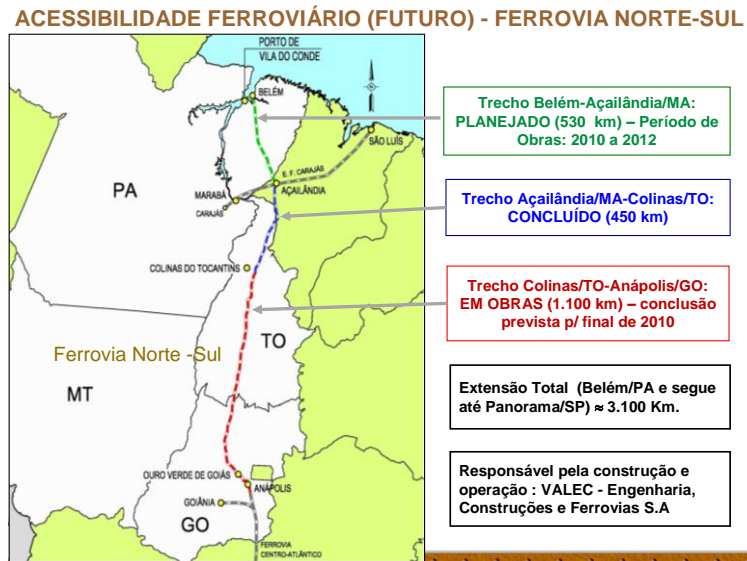 ACESSIBILIDADE FERROVIÁRIO (FUTURO) - FERROVIA NORTE-SUL
PORTO DE
VILA DO CONDE
BELÉM
SÃO LUÍS
E. F. CARAJÁS
AÇAILÂNDIA
PA
MARABÁ
CARAJÁS
COLINAS DO TOCANTINS
TO
Ferrovia Norte -Sul
MT
OURO VERDE DE GOIÁS
ANÁPOLIS
GOIÂNIA
GO
FERROVIA
CENTRO-ATLÂNTICO
Trecho Belém-Açailândia/MA:
PLANEJADO (530 km) – Período de
Obras: 2010 a 2012
Trecho Açailândia/MA-Colinas/TO:
CONCLUÍDO (450 km)
Trecho Colinas/TO-Anápolis/GO:
EM OBRAS (1.100 km) – conclusão
prevista p/ final de 2010
Extensão Total (Belém/PA e segue
até Panorama/SP) ≈ 3.100 Km.
Responsável pela construção e
operação : VALEC - Engenharia,
Construções e Ferrovias S.A